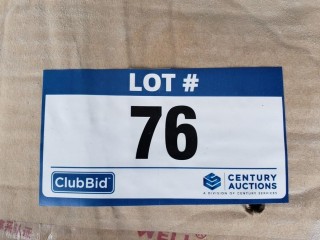 LOT #
76
ClubBid
CENTURY
AUCTIONS
A DIVISION OF CENTURY SERVICES